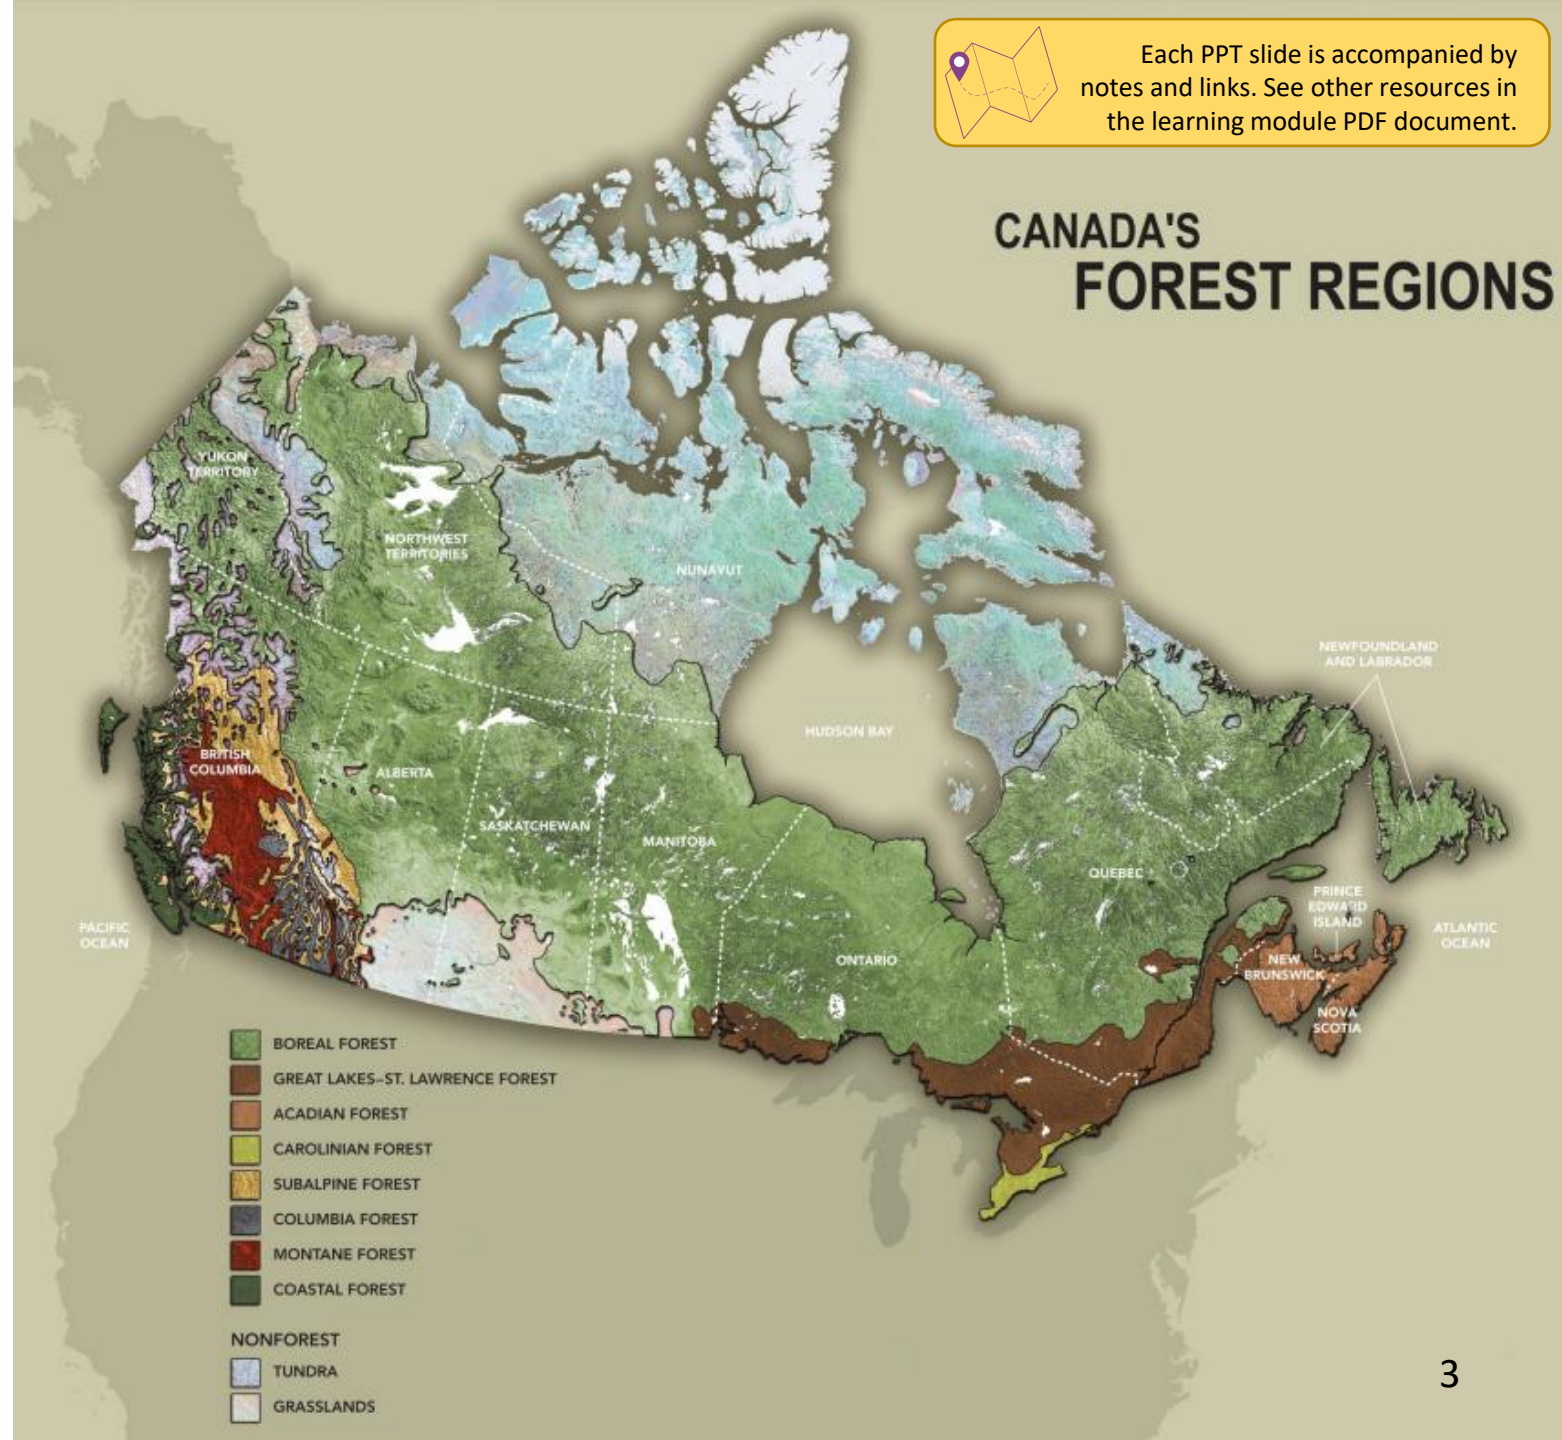 Each PPT slide is accompanied by
notes and links. See other resources in
the learning module PDF document.
CANADA'S
FOREST REGIONS
YUKON
TERRITORY
NORTHWEST
TERRITORIES
NUNAVUT
NEWFOUNDLAND
AND LABRADOR
HUDSON BAY
BRITISH
COLUMBIA
ALBERTA
SASKATCHEWAN
MANITOBA
QUEBEC
PRINCE
EDWARD
ISLAND
PACIFIC
OCEAN
ATLANTIC
OCEAN
ONTARIO
NEW
BRUNSWICK
NOVA
SCOTIA
BOREAL FOREST
GREAT LAKES–ST. LAWRENCE FOREST
ACADIAN FOREST
CAROLINIAN FOREST
SUBALPINE FOREST
COLUMBIA FOREST
MONTANE FOREST
COASTAL FOREST
NONFOREST
TUNDRA
GRASSLANDS
3